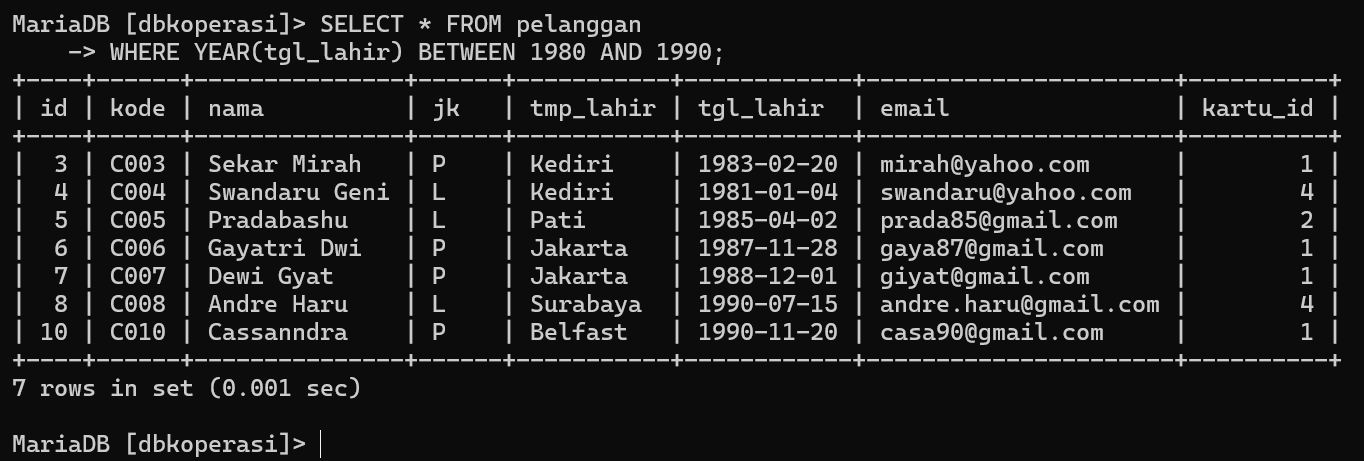 MariaDB [dbkoperasi]> SELECT * FROM pelanggan
    -> WHERE YEAR(tgl_lahir) BETWEEN 1980 AND 1990;
+----+------+---------------+------+-----------+------------+----------------------+----------+
| id | kode | nama          | jk   | tmp_lahir | tgl_lahir  | email                | kartu_id |
+----+------+---------------+------+-----------+------------+----------------------+----------+
|  3 | C003 | Sekar Mirah   | P    | Kediri    | 1983-02-20 | mirah@yahoo.com      |        1 |
|  4 | C004 | Swandaru Geni | L    | Kediri    | 1981-01-04 | swandaru@yahoo.com   |        4 |
|  5 | C005 | Pradabashu    | L    | Pati      | 1985-04-02 | prada85@gmail.com    |        2 |
|  6 | C006 | Gayatri Dwi   | P    | Jakarta   | 1987-11-28 | gaya87@gmail.com     |        1 |
|  7 | C007 | Dewi Gyat     | P    | Jakarta   | 1988-12-01 | giyat@gmail.com      |        1 |
|  8 | C008 | Andre Haru    | L    | Surabaya  | 1990-07-15 | andre.haru@gmail.com |        4 |
| 10 | C010 | Cassanndra    | P    | Belfast   | 1990-11-20 | casa90@gmail.com     |        1 |
+----+------+---------------+------+-----------+------------+----------------------+----------+
7 rows in set (0.001 sec)
MariaDB [dbkoperasi]>